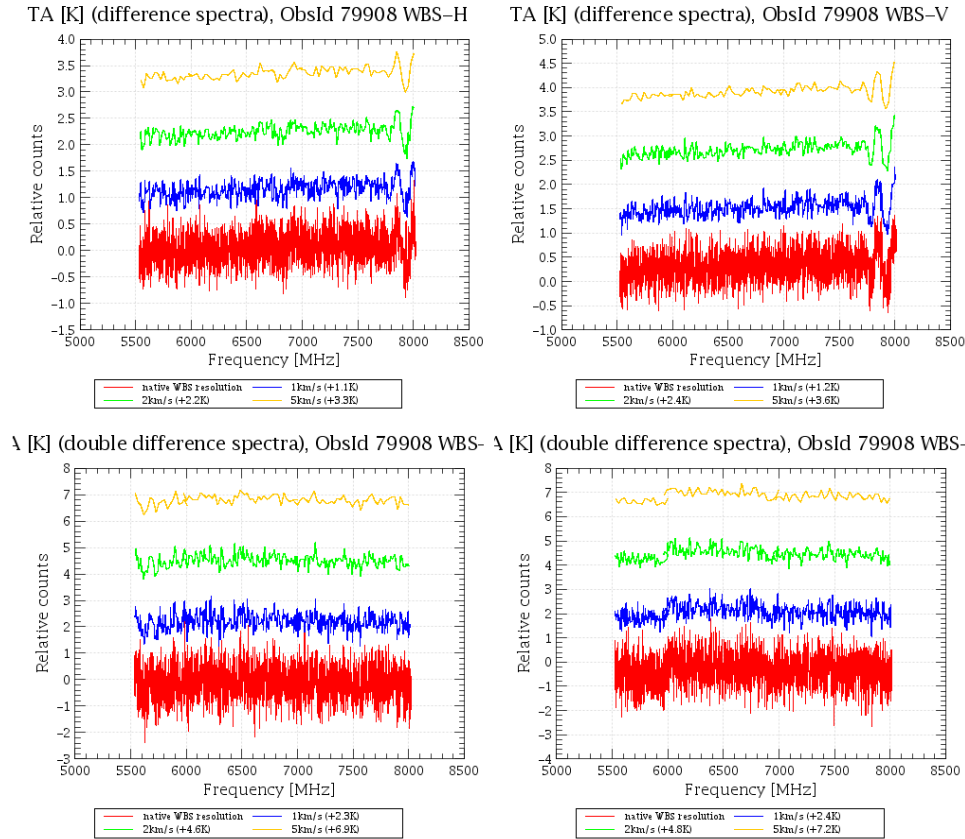 TA [K] (difference spectra), ObsId 79908 WBS–H
4.0
3.5
3.0
2.5
2.0
1.5
1.0
0.5
0.0
−0.5
−1.0
−1.5
Relative counts
5000 5500 6000 6500 7000 7500 8000 8500
Frequency [MHz]
native WBS resolution 1km/s (+1.1K)
2km/s (+2.2K) 5km/s (+3.3K)
TA [K] (difference spectra), ObsId 79908 WBS–V
5.0
4.5
4.0
3.5
3.0
2.5
2.0
1.5
1.0
0.5
0.0
−0.5
−1.0
Relative counts
5000 5500 6000 6500 7000 7500 8000 8500
Frequency [MHz]
native WBS resolution 1km/s (+1.2K)
2km/s (+2.4K) 5km/s (+3.6K)
A [K] (double difference spectra), ObsId 79908 WBS-
8
7
6
5
4
3
2
1
0
−1
−2
−3
Relative counts
5000 5500 6000 6500 7000 7500 8000 8500
Frequency [MHz]
native WBS resolution 1km/s (+2.3K)
2km/s (+4.6K) 5km/s (+6.9K)
A [K] (double difference spectra), ObsId 79908 WBS-
8
7
6
5
4
3
2
1
0
−1
−2
−3
−4
Relative counts
5000 5500 6000 6500 7000 7500 8000 8500
Frequency [MHz]
native WBS resolution 1km/s (+2.4K)
2km/s (+4.8K) 5km/s (+7.2K)